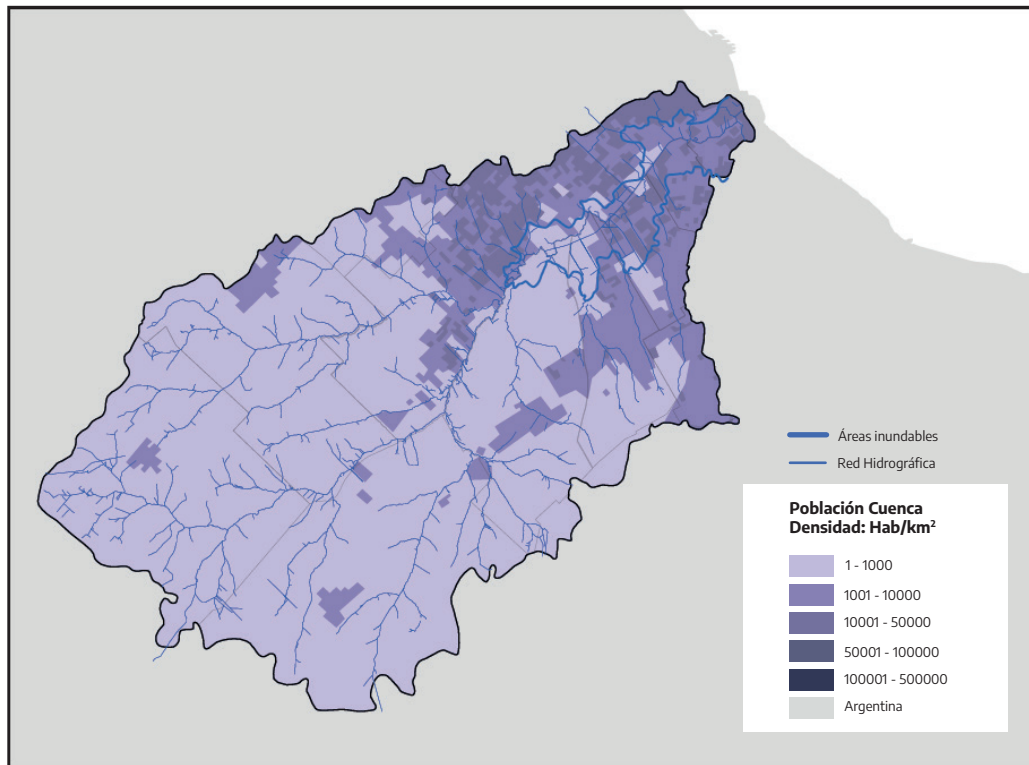 Áreas inundables
Red Hidrográfica
Población Cuenca
Densidad: Hab/km²
1 - 1000
1001 - 10000
10001 - 50000
50001 - 100000
100001 - 500000
Argentina